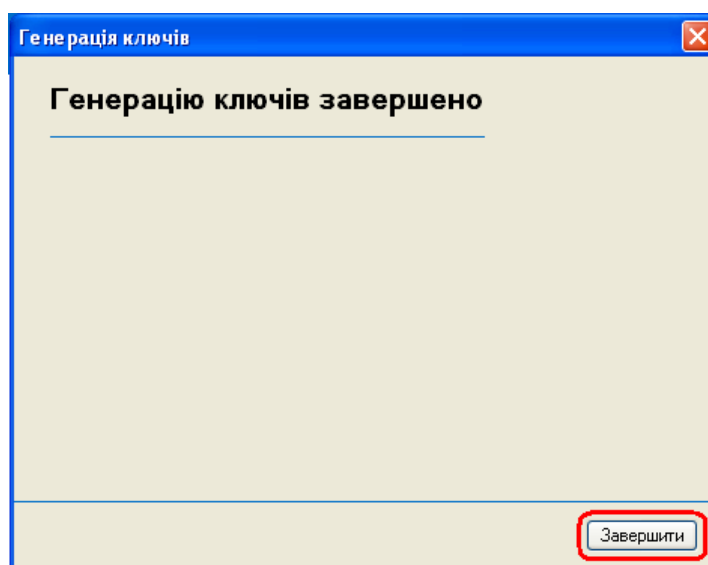 Генерація ключів
Генерацію ключів завершено
Завершити